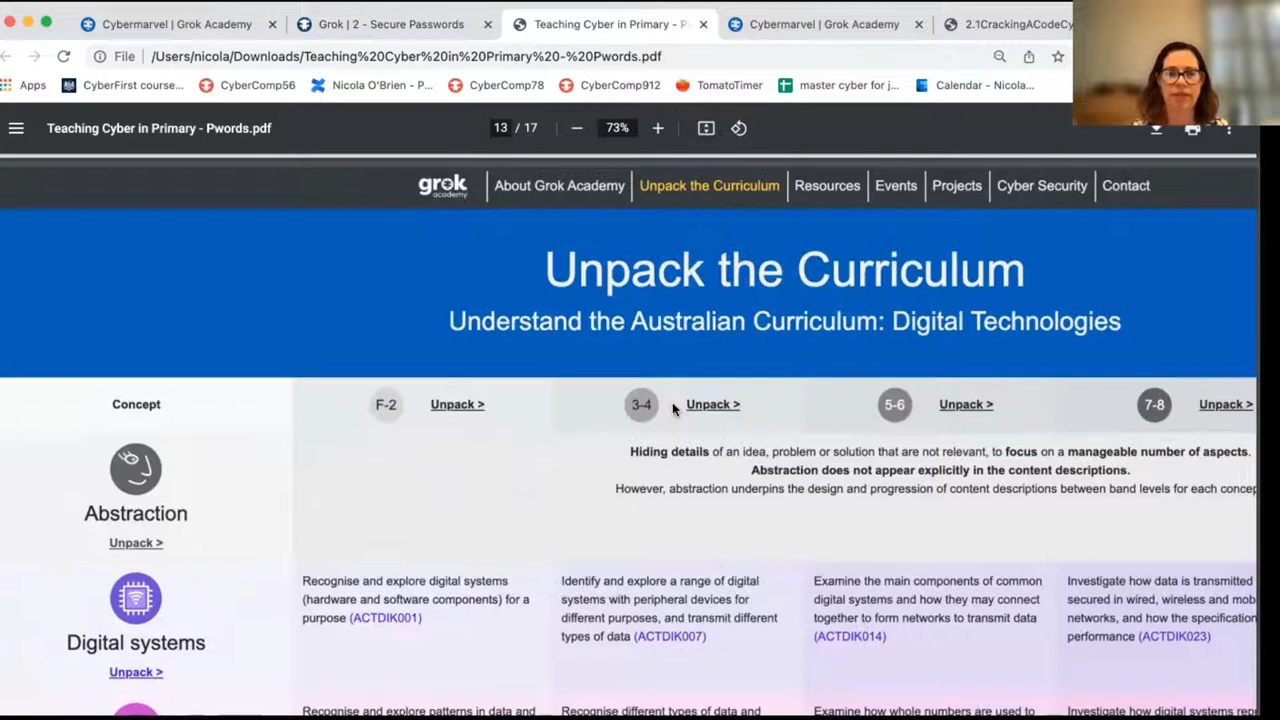 Cybermarvel | Grok Academy
Grok | 2 - Secure Passwords
Teaching Cyber in Primary - P
Cybermarvel | Grok Academy
2.1CrackingACodeCy
File
/Users/nicola/Downloads/Teaching%20Cyber%20in%20Primary%20-%20Pwords.pdf
Apps
CyberFirst course...
CyberComp56
Nicola O'Brien - P...
CyberComp78
CyberComp912
TomatoTimer
master cyber for j...
Calendar - Nicola...
Teaching Cyber in Primary - Pwords.pdf
13 / 17
73%
grok academy
About Grok Academy
Unpack the Curriculum
Resources
Events
Projects
Cyber Security
Contact
Unpack the Curriculum
Understand the Australian Curriculum: Digital Technologies
Concept
F-2
Unpack >
3-4
Unpack >
5-6
Unpack >
7-8
Unpack >
Abstraction
Unpack >
Hiding details of an idea, problem or solution that are not relevant, to focus on a manageable number of aspects.
Abstraction does not appear explicitly in the content descriptions.
However, abstraction underpins the design and progression of content descriptions between band levels for each concep
Digital systems
Unpack >
Recognise and explore digital systems
(hardware and software components) for a
purpose (ACTDIK001)
Identify and explore a range of digital
systems with peripheral devices for
different purposes, and transmit different
types of data (ACTDIK007)
Examine the main components of common
digital systems and how they may connect
together to form networks to transmit data
(ACTDIK014)
Investigate how data is transmitted
secured in wired, wireless and mob
networks, and how the specification
performance (ACTDIK023)
Recognise and explore patterns in data and
Recognise different types of data and
Examine how whole numbers are used to
Investigate how digital systems repr